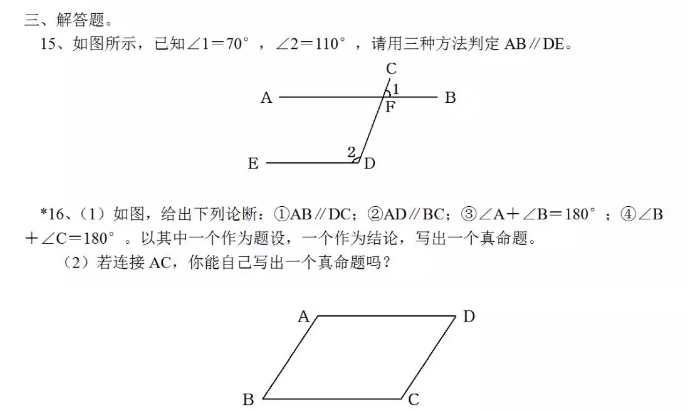 三、解答题。
15、如图所示，已知∠1＝70°，∠2＝110°，请用三种方法判定 AB∥DE。
C
1
A
B
F
2
E
D
*16、（1）如图，给出下列论断：①AB∥DC；②AD∥BC；③∠A＋∠B＝180°；④∠B
＋∠C＝180°。以其中一个作为题设，一个作为结论，写出一个真命题。
（2）若连接 AC，你能自己写出一个真命题吗？
A
D
B
C